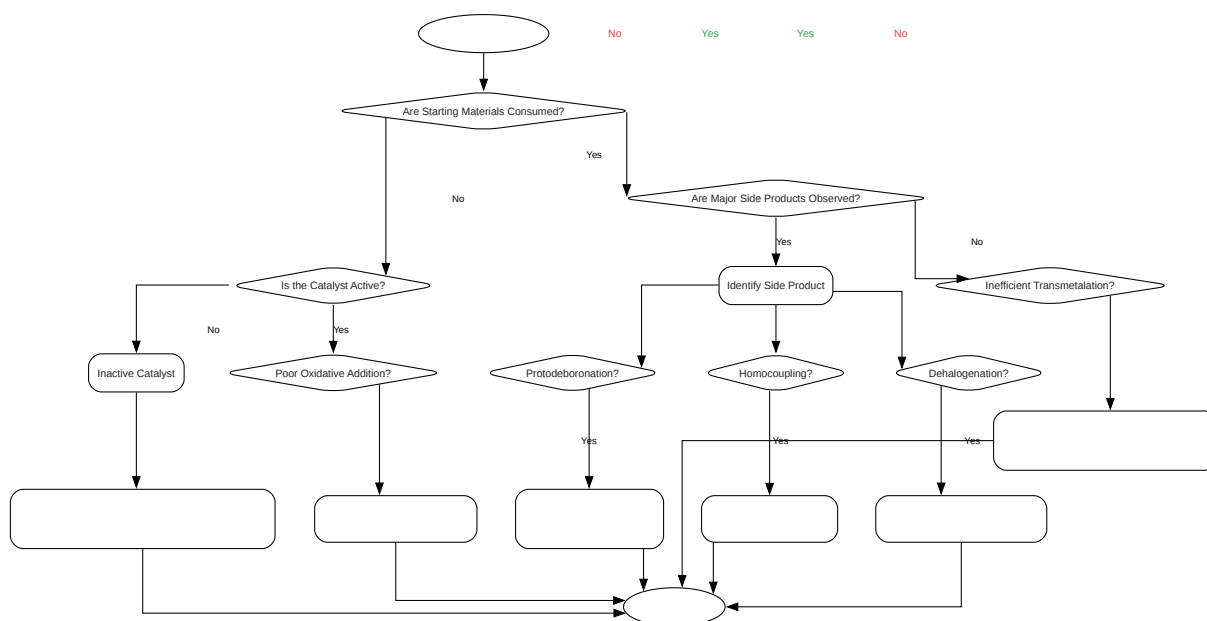 No
Yes
Yes
No
Are Starting Materials Consumed?
Yes
No
Are Major Side Products Observed?
Yes
No
Is the Catalyst Active?
Identify Side Product
Inefficient Transmetalation?
No
Yes
Inactive Catalyst
Poor Oxidative Addition?
Protodeboronation?
Homocoupling?
Dehalogenation?
Yes
Yes
Yes